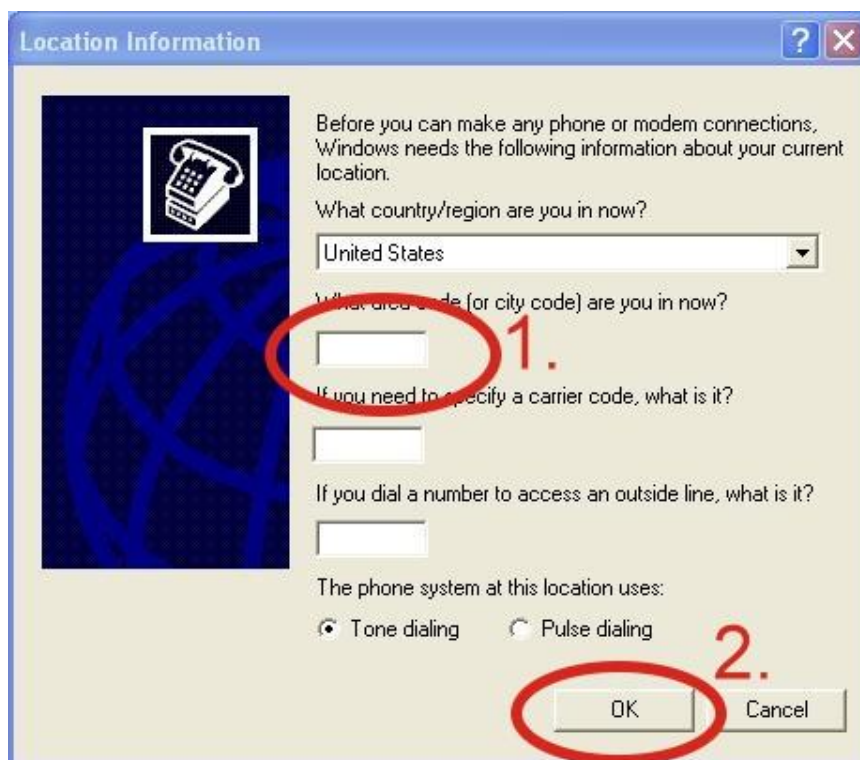 Location Information
Before you can make any phone or modem connections,
Windows needs the following information about your current
location.
What country/region are you in now?
United States
What area code (or city code) are you in now?
1.
If you need to specify a carrier code, what is it?
If you dial a number to access an outside line, what is it?
The phone system at this location uses:
Tone dialing Pulse dialing
2.
OK Cancel